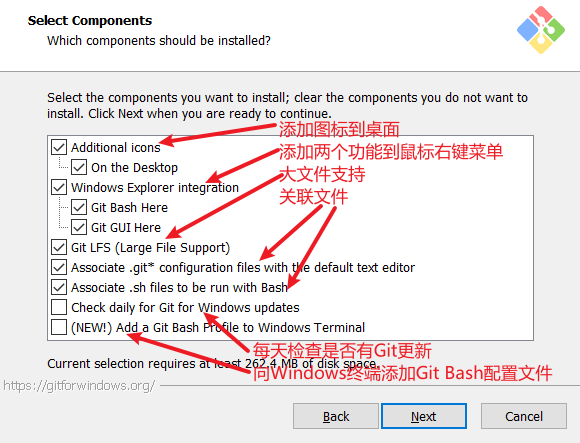 Select Components
Which components should be installed?
Select the components you want to install; clear the components you do not want to
install. Click Next when you are ready to continue.
添加图标到桌面
Additional icons
添加两个功能到鼠标右键菜单
On the Desktop
大文件支持
Windows Explorer integration
关联文件
Git Bash Here
Git GUI Here
Git LFS (Large File Support)
Associate .git* configuration files with the default text editor
Associate .sh files to be run with Bash
Check daily for Git for Windows updates
(NEW!) Add a Git Bash Profile to Windows Terminal
每天检查是否有Git更新
Current selection requires at least 262.4 MB of disk space.
向Windows终端添加Git Bash配置文件
https://gitforwindows.org/
Back
Next
Cancel